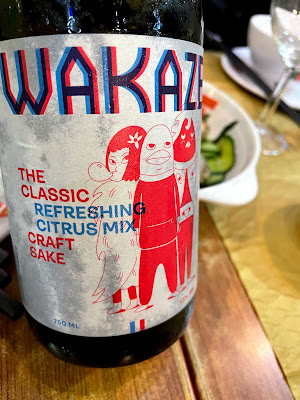 WAKAZE
THE
CLASSIC
REFRESHING
CITRUS MIX
CRAFT
SAKE
750 ML